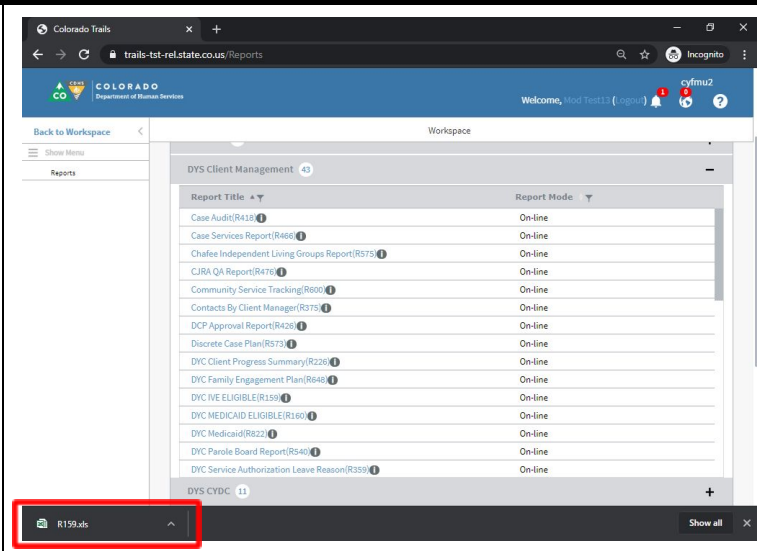 Colorado Trails
trails-tst-rel.state.co.us/Reports
Incognito
CDHS
CO
COLORADO
Department of Human Services
Welcome, Mod Test13 (Logout)
1
cyfmu2
0
?
Back to Workspace
Workspace
Show Menu
Reports
DYS Client Management 43
Report Title Report Mode
Case Audit(R418) On-line
Case Services Report(R466) On-line
Chafee Independent Living Groups Report(R575) On-line
CJRA QA Report(R476) On-line
Community Service Tracking(R600) On-line
Contacts By Client Manager(R375) On-line
DCP Approval Report(R426) On-line
Discrete Case Plan(R573) On-line
DYC Client Progress Summary(R226) On-line
DYC Family Engagement Plan(R648) On-line
DYC IVE ELIGIBLE(R159) On-line
DYC MEDICAID ELIGIBLE(R160) On-line
DYC Medicaid(R822) On-line
DYC Parole Board Report(R540) On-line
DYC Service Authorization Leave Reason(R359) On-line
DYS CYDC 11
R159.xls
Show all